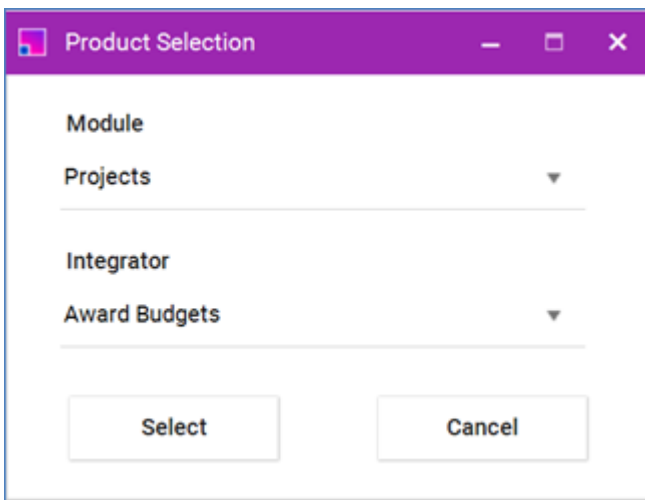 Product Selection
Module
Projects
Integrator
Award Budgets
Select Cancel